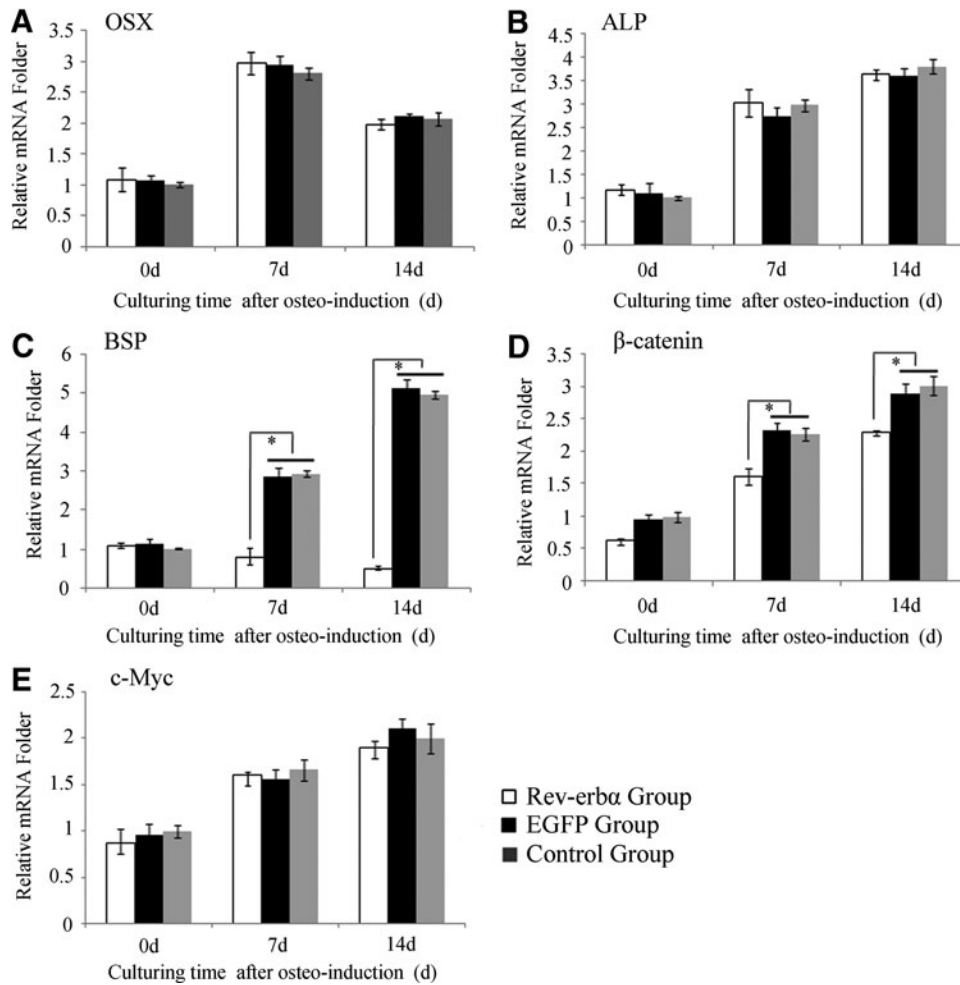 A OSX
Relative mRNA Folder
3.5
3
2.5
2
1.5
1
0.5
0
0d 7d 14d
Culturing time after osteo-induction (d)
B ALP
Relative mRNA Folder
4.5
4
3.5
3
2.5
2
1.5
1
0.5
0
0d 7d 14d
Culturing time after osteo-induction (d)
C BSP
Relative mRNA Folder
6
5
4
3
2
1
0
*
*
0d 7d 14d
Culturing time after osteo-induction (d)
D β-catenin
Relative mRNA Folder
3.5
3
2.5
2
1.5
1
0.5
0
*
*
0d 7d 14d
Culturing time after osteo-induction (d)
E c-Myc
Relative mRNA Folder
2.5
2
1.5
1
0.5
0
0d 7d 14d
Culturing time after osteo-induction (d)
Rev-erbα Group
EGFP Group
Control Group